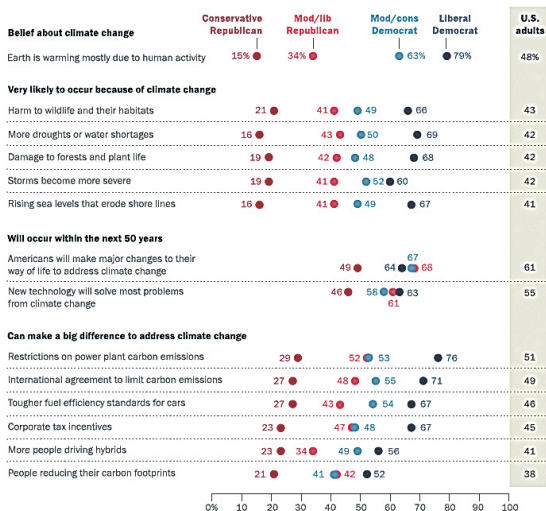 Belief about climate change
Conservative Republican
Mod/lib Republican
Mod/cons Democrat
Liberal Democrat
U.S. adults
Earth is warming mostly due to human activity 15% 34% 63% 79% 48%
Very likely to occur because of climate change
Harm to wildlife and their habitats 21 41 49 66 43
More droughts or water shortages 16 43 50 69 42
Damage to forests and plant life 19 42 48 68 42
Storms become more severe 19 41 52 60 42
Rising sea levels that erode shore lines 16 41 49 67 41
Will occur within the next 50 years
Americans will make major changes to their
way of life to address climate change 49 64 67 68 61
New technology will solve most problems
from climate change 46 58 61 63 55
Can make a big difference to address climate change
Restrictions on power plant carbon emissions 29 52 53 76 51
International agreement to limit carbon emissions 27 48 55 71 49
Tougher fuel efficiency standards for cars 27 43 54 67 46
Corporate tax incentives 23 47 48 67 45
More people driving hybrids 23 34 49 56 41
People reducing their carbon footprints 21 41 42 52 38
0% 10 20 30 40 50 60 70 80 90 100